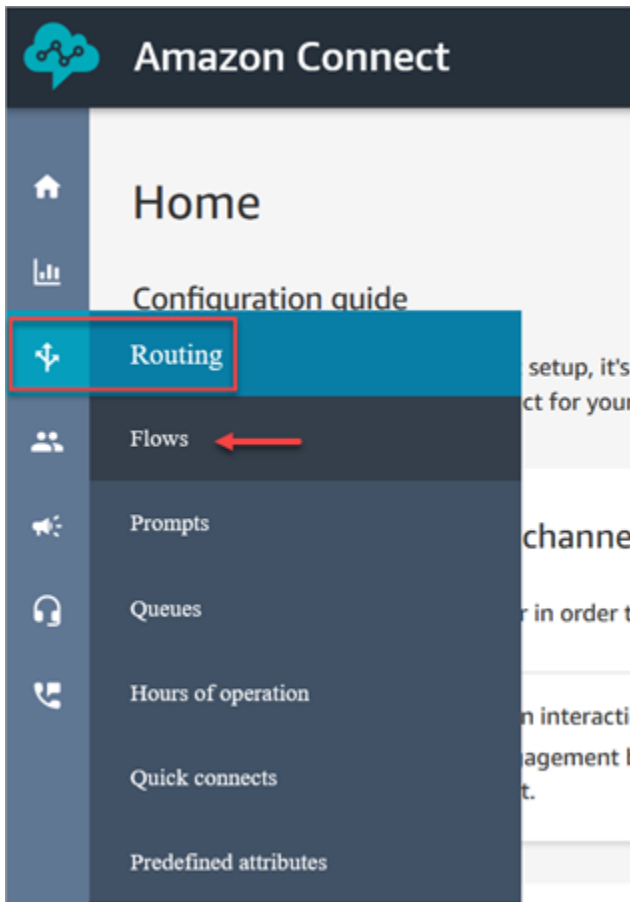 Amazon Connect
Home
Configuration guide
Routing
setup, it's
ct for your
Flows
Prompts
channe
Queues
r in order t
Hours of operation
n interacti
agement b
Quick connects
t.
Predefined attributes